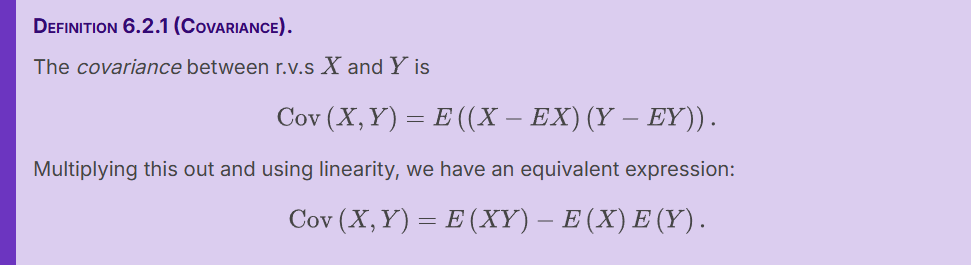 DEFINITION 6.2.1 (COVARIANCE).
The covariance between r.v.s X and Y is
Cov (X, Y) = E ((X − EX) (Y − EY)) .
Multiplying this out and using linearity, we have an equivalent expression:
Cov (X, Y) = E (XY) − E (X) E (Y) .